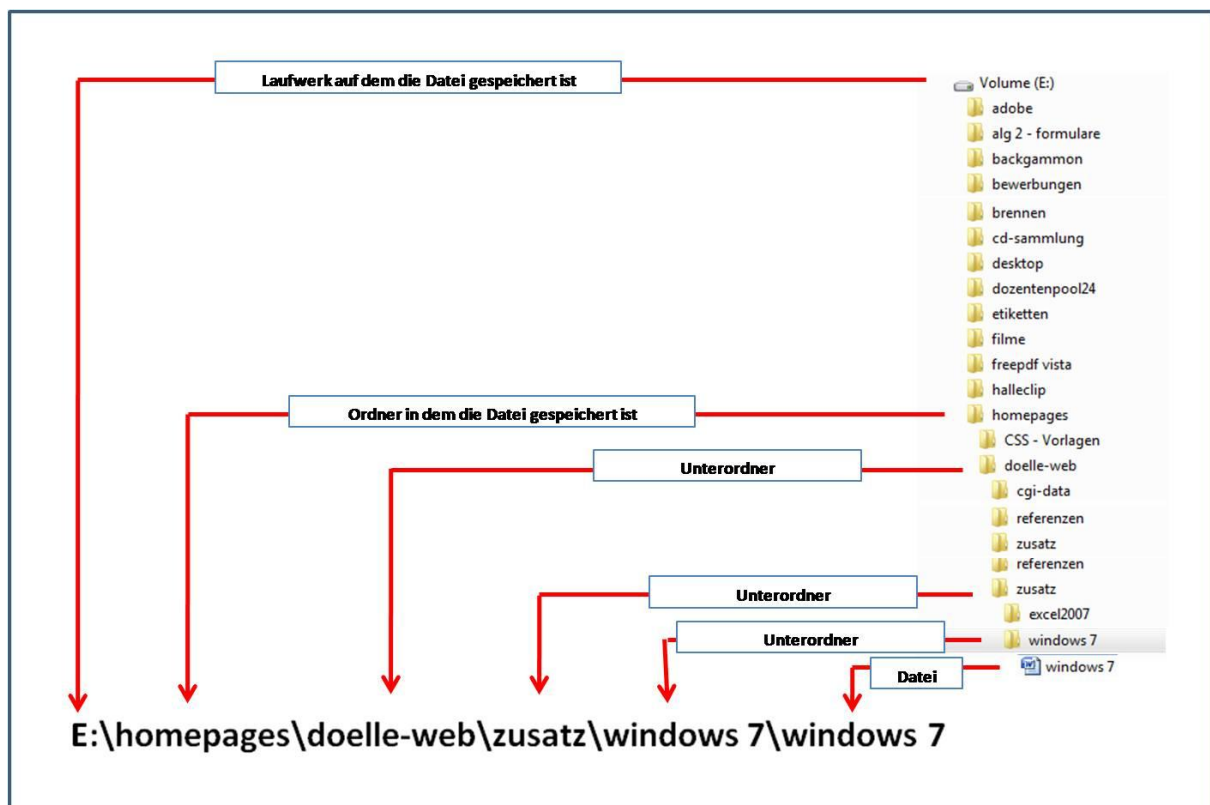 Laufwerk auf dem die Datei gespeichert ist
Volume (E:)
adobe
alg 2 - formulare
backgammon
bewerbungen
brennen
cd-sammlung
desktop
dozentenpool24
etiketten
filme
freepdf vista
halleclip
Ordner in dem die Datei gespeichert ist
homepages
CSS - Vorlagen
Unterordner
doelle-web
cgi-data
referenzen
zusatz
referenzen
Unterordner
zusatz
excel2007
Unterordner
windows 7
Datei
windows 7
E:\homepages\doelle-web\zusatz\windows 7\windows 7